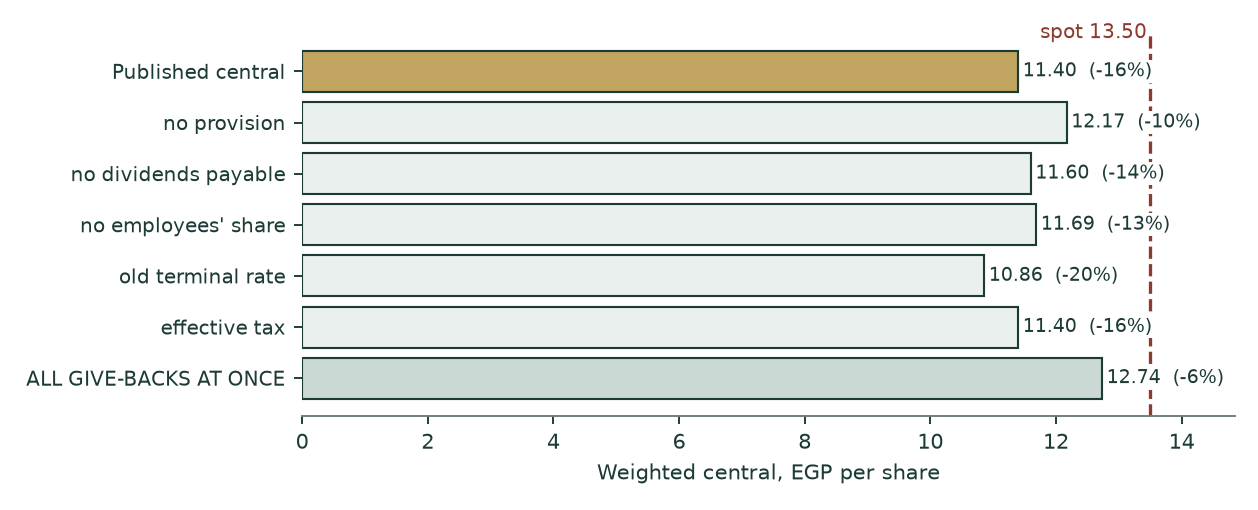 spot 13.50
Published central 11.40 (-16%)
no provision 12.17 (-10%)
no dividends payable 11.60 (-14%)
no employees' share 11.69 (-13%)
old terminal rate 10.86 (-20%)
effective tax 11.40 (-16%)
ALL GIVE-BACKS AT ONCE 12.74 (-6%)
0 2 4 6 8 10 12 14
Weighted central, EGP per share